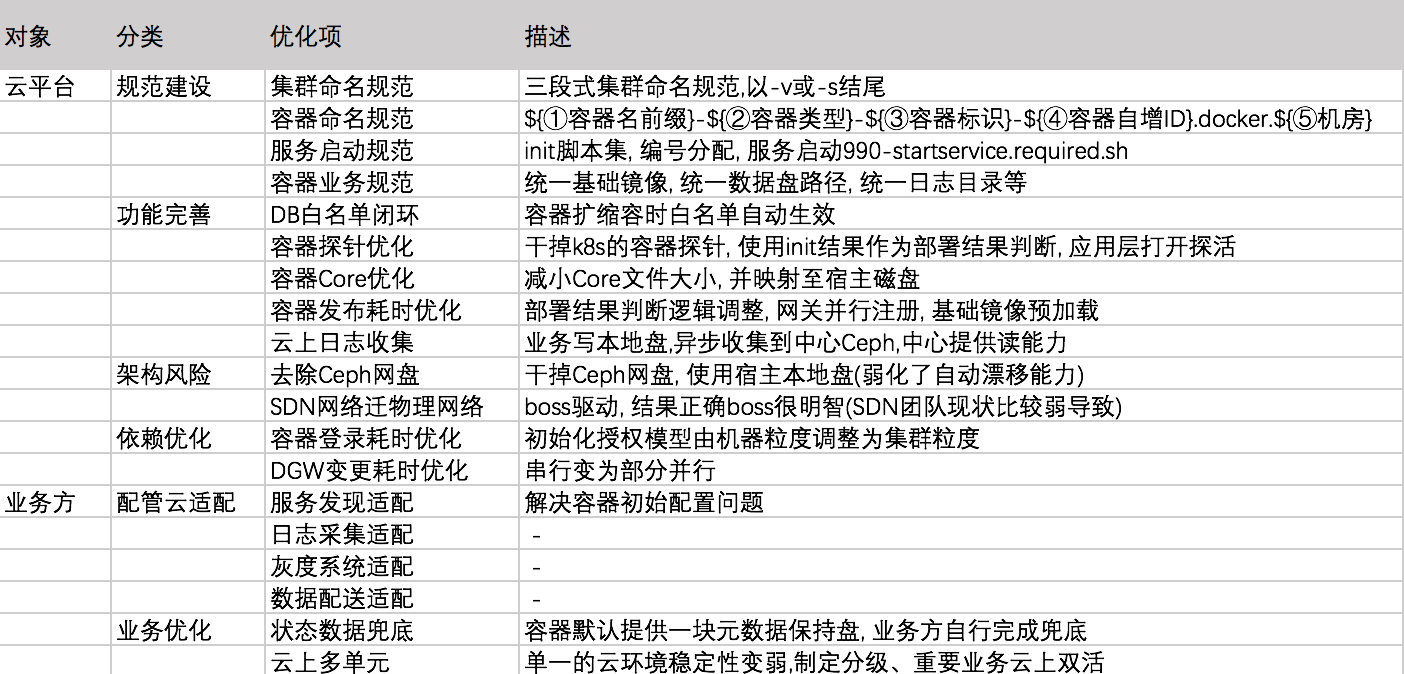 对象 分类 优化项 描述
云平台 规范建设 集群命名规范 三段式集群命名规范,以-v或-s结尾
容器命名规范 ${①容器名前缀}-${②容器类型}-${③容器标识}-${④容器自增ID}.docker.${⑤机房}
服务启动规范 init脚本集, 编号分配, 服务启动990-startservice.required.sh
容器业务规范 统一基础镜像, 统一数据盘路径, 统一日志目录等
功能完善 DB白名单闭环 容器扩缩容时白名单自动生效
容器探针优化 干掉k8s的容器探针, 使用init结果作为部署结果判断, 应用层打开探活
容器Core优化 减小Core文件大小, 并映射至宿主磁盘
容器发布耗时优化 部署结果判断逻辑调整, 网关并行注册, 基础镜像预加载
云上日志收集 业务写本地盘,异步收集到中心Ceph,中心提供读能力
架构风险 去除Ceph网盘 干掉Ceph网盘, 使用宿主本地盘(弱化了自动漂移能力)
SDN网络迁物理网络 boss驱动, 结果正确boss很明智(SDN团队现状比较弱导致)
依赖优化 容器登录耗时优化 初始化授权模型由机器粒度调整为集群粒度
DGW变更耗时优化 串行变为部分并行
业务方 配管云适配 服务发现适配 解决容器初始配置问题
日志采集适配 -
灰度系统适配 -
数据配送适配 -
业务优化 状态数据兜底 容器默认提供一块元数据保持盘, 业务方自行完成兜底
云上多单元 单一的云环境稳定性变弱,制定分级、重要业务云上双活